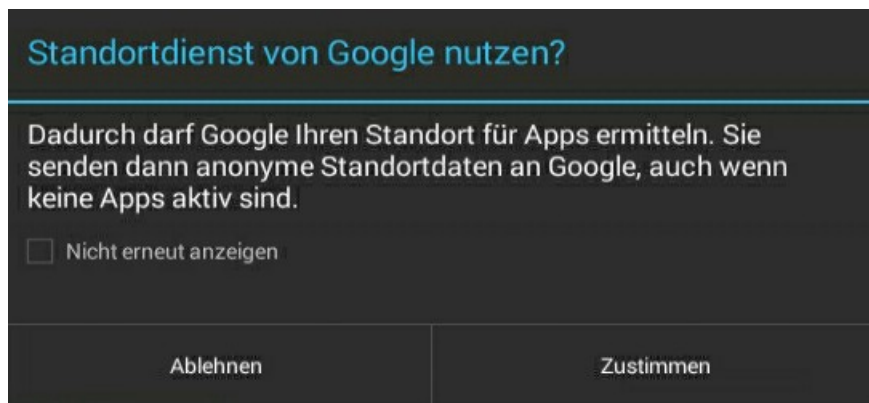 Standortdienst von Google nutzen?
Dadurch darf Google Ihren Standort für Apps ermitteln. Sie
senden dann anonyme Standortdaten an Google, auch wenn
keine Apps aktiv sind.
Nicht erneut anzeigen
Ablehnen
Zustimmen